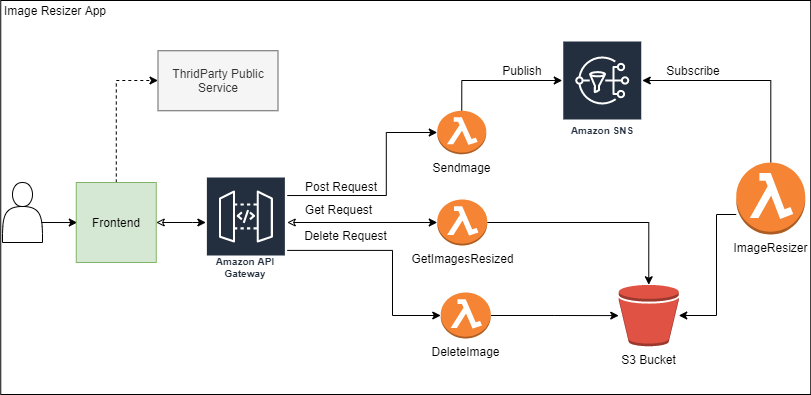 Image Resizer App
ThridParty Public
Service
Publish
Subscribe
Amazon SNS
Sendmage
Post Request
Frontend
Get Request
Delete Request
Amazon API
Gateway
GetImagesResized
ImageResizer
DeleteImage
S3 Bucket